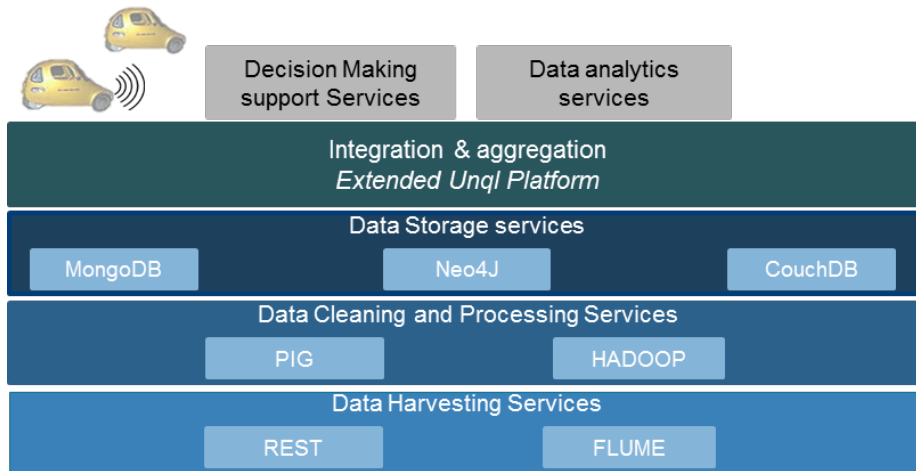 Decision Making
support Services
Data analytics
services
Integration & aggregation
Extended Unql Platform
Data Storage services
MongoDB
Neo4J
CouchDB
Data Cleaning and Processing Services
PIG
HADOOP
Data Harvesting Services
REST
FLUME